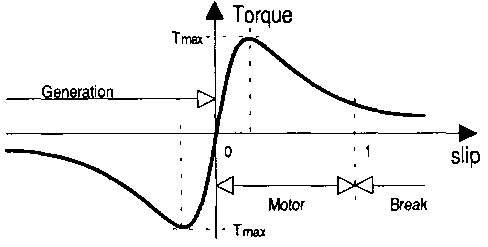 Torque
Tmax
Generation
0
1
slip
Motor
Break
Tmax